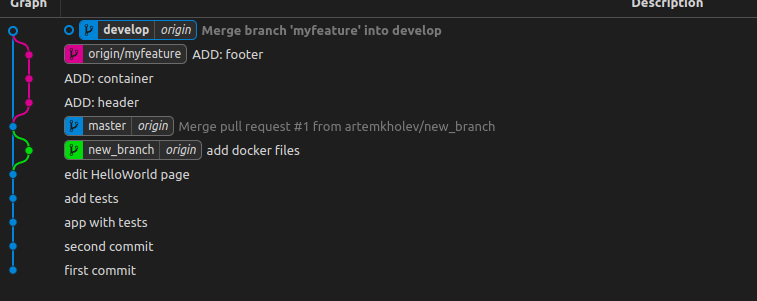 Graph Description
develop origin Merge branch 'myfeature' into develop
origin/myfeature ADD: footer
ADD: container
ADD: header
master origin Merge pull request #1 from artemkholev/new_branch
new_branch origin add docker files
edit HelloWorld page
add tests
app with tests
second commit
first commit